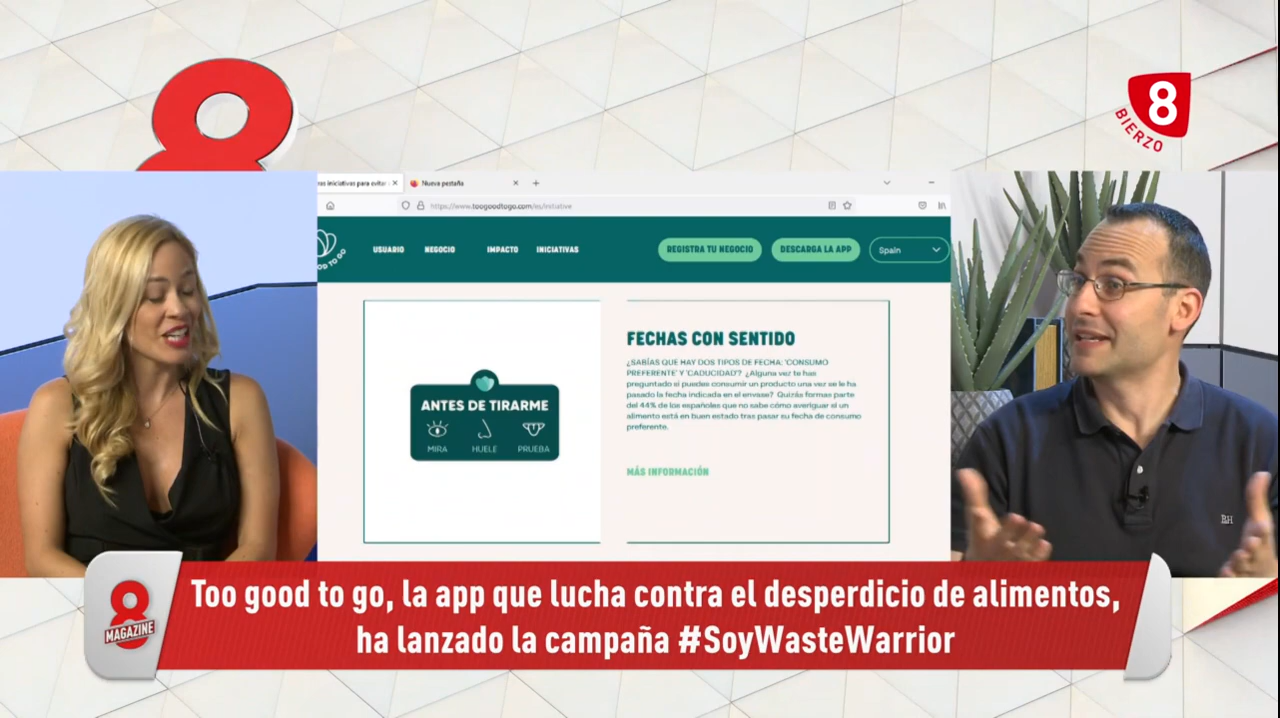 8
BIERZO
as iniciativas para evitar
Nueva pestaña
https://www.toogoodtogo.com/es/initiative
OOD TO GO
USUARIO
NEGOCIO
IMPACTO
INICIATIVAS
REGISTRA TU NEGOCIO
DESCARGA LA APP
Spain
ANTES DE TIRARME
MIRA
HUELE
PRUEBA
FECHAS CON SENTIDO
¿SABÍAS QUE HAY DOS TIPOS DE FECHA: 'CONSUMO
PREFERENTE' Y 'CADUCIDAD'? ¿Alguna vez te has
preguntado si puedes consumir un producto una vez se le ha
pasado la fecha indicada en el envase? Quizás formas parte
del 44% de los españoles que no sabe cómo averiguar si un
alimento está en buen estado tras pasar su fecha de consumo
preferente.
MÁS INFORMACIÓN
8
MAGAZINE
Too good to go, la app que lucha contra el desperdicio de alimentos,
ha lanzado la campaña #SoyWasteWarrior